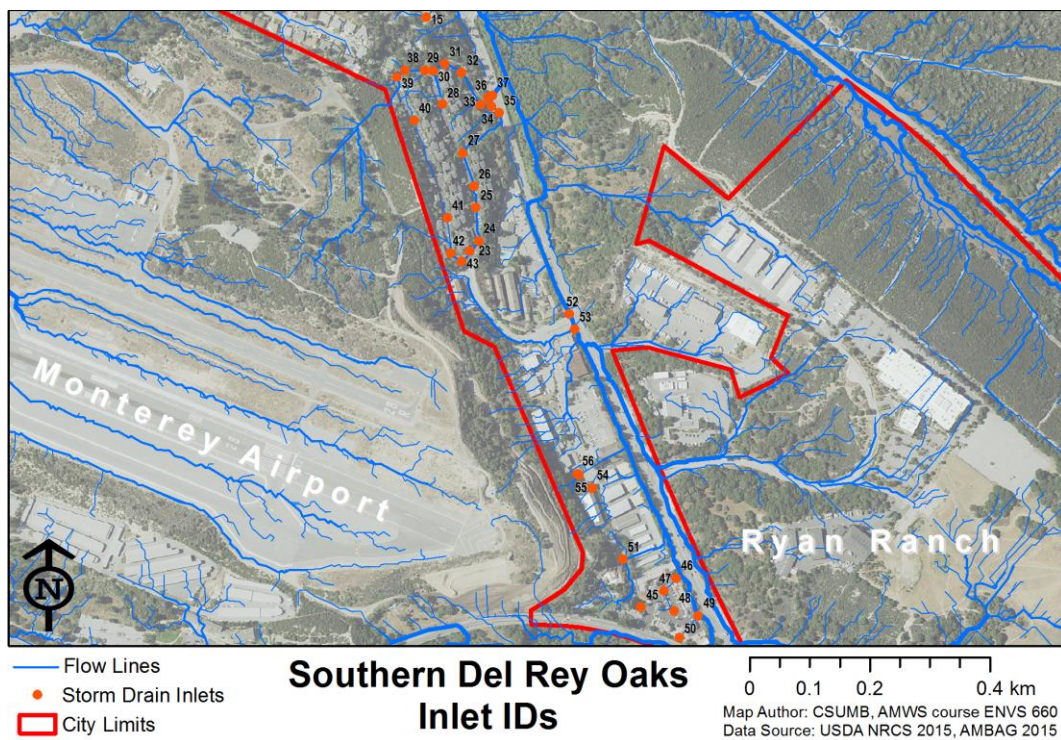 15
31
38 29
32
39 30
36 37
28
33 35
40
34
27
26
25
41
24
42 23
43
52
53
Monterey Airport
56
54
55
Ryan Ranch
51
46
47
45 48 49
50
N
Flow Lines
Storm Drain Inlets
City Limits
Southern Del Rey Oaks
Inlet IDs
0 0.1 0.2 0.4 km
Map Author: CSUMB, AMWS course ENVS 660
Data Source: USDA NRCS 2015, AMBAG 2015